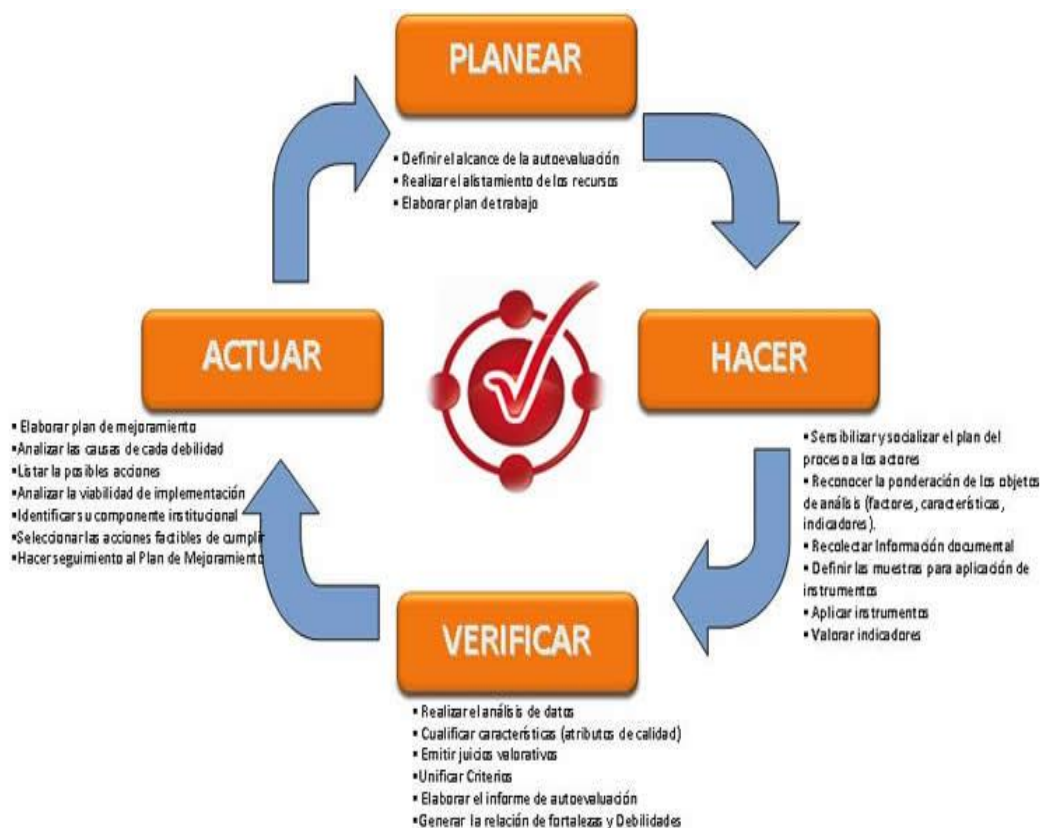 PLANEAR
▪ Definir el alcance de la autoevaluación
▪ Realizar el alistamiento de los recursos
▪ Elaborar plan de trabajo
HACER
▪ Sensibilizar y socializar el plan del
proceso a los actores
▪ Reconocer la ponderación de los objetos
de análisis (factores, características,
indicadores).
▪ Recolectar Información documental
▪ Definir las muestras para aplicación de
instrumentos
▪ Aplicar instrumentos
▪ Valorar indicadores
VERIFICAR
▪ Realizar el análisis de datos
▪ Cualificar características (atributos de calidad)
▪ Emitir juicios valorativos
▪Unificar Criterios
▪ Elaborar el informe de autoevaluación
▪Generar la relación de fortalezas y Debilidades
ACTUAR
▪ Elaborar plan de mejoramiento
▪Analizar las causas de cada debilidad
▪Listar la posibles acciones
▪Analizar la viabilidad de implementación
▪Identificar su componente institucional
▪Seleccionar las acciones factibles de cumplir
▪Hacer seguimiento al Plan de Mejoramiento